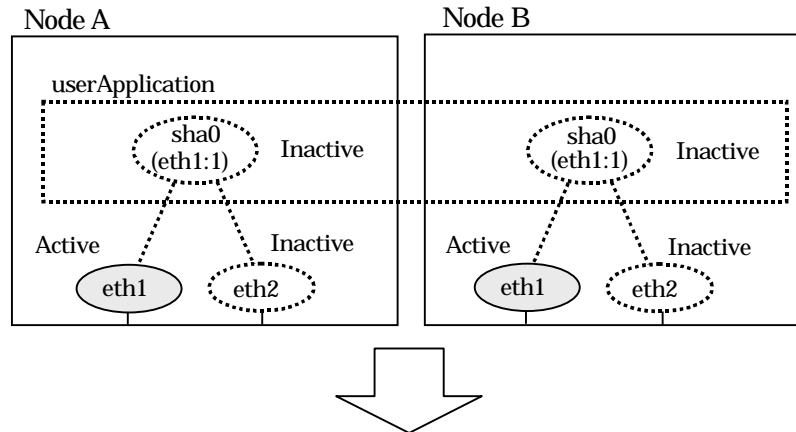 Node A
Node B
userApplication
sha0
(eth1:1)
Inactive
sha0
(eth1:1)
Inactive
Active
Inactive
Active
Inactive
eth1
eth2
eth1
eth2